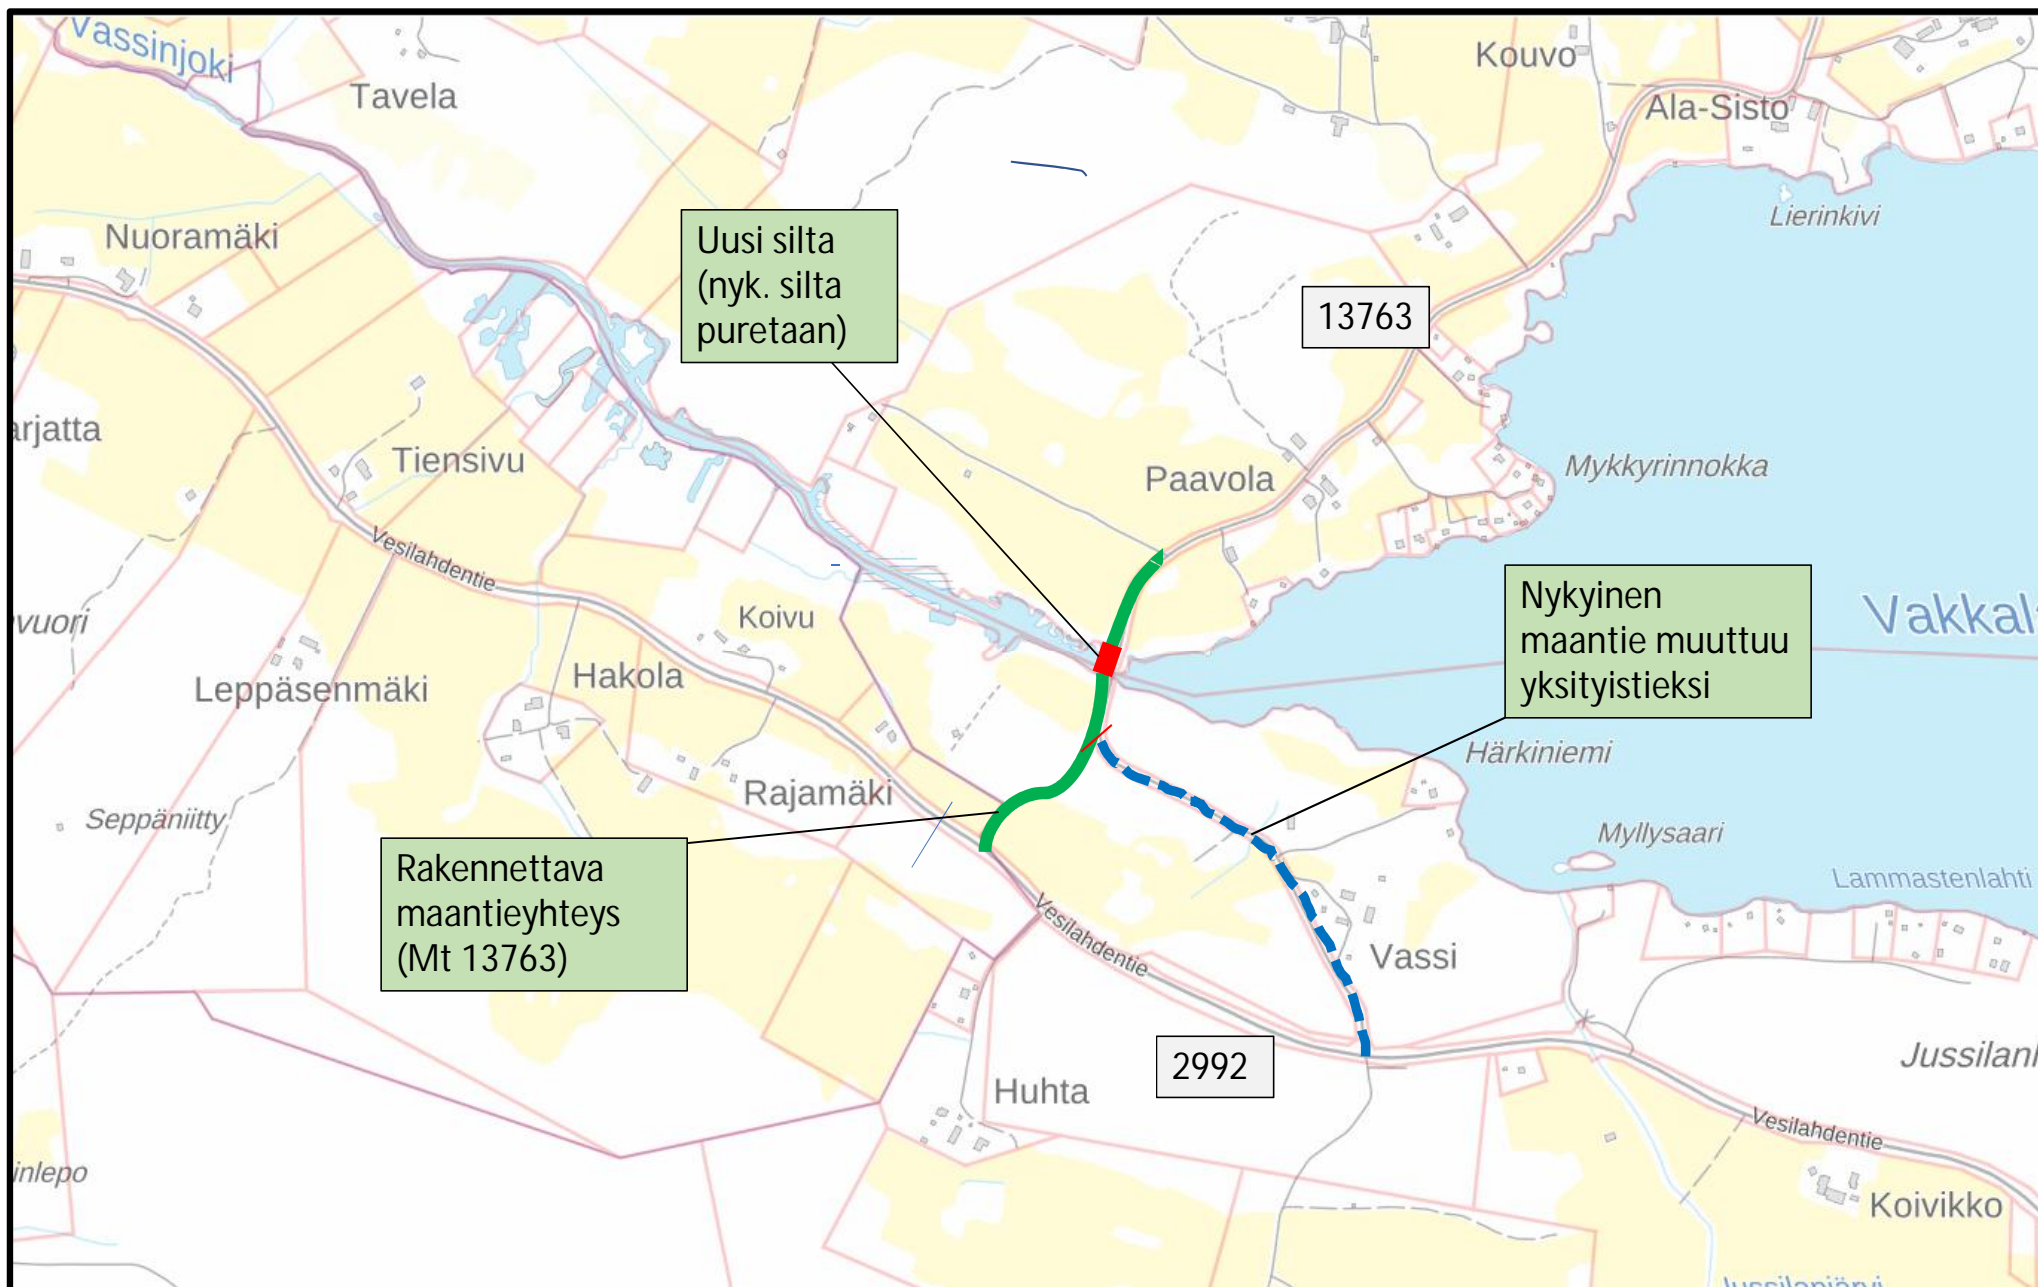 Vassinjoki
Tavela
Kouvo
Ala-Sisto
Lierinkivi
Nuoramäki
Uusi silta
(nyk. silta
puretaan)
13763
arjatta
Tiensivu
Paavola
Mykkyrinnokka
Vesilahdentie
Koivu
Nykyinen
maantie muuttuu
yksityistieksi
Vakkal
vuori
Leppäsenmäki
Hakola
Härkiniemi
Rajamäki
Seppäniitty
Myllysaari
Lammastenlahti
Rakennettava
maantieyhteys
(Mt 13763)
Vesilahdentie
Vassi
2992
Jussilanl
Huhta
Vesilahdentie
inlepo
Koivikko
Jussilanjärvi